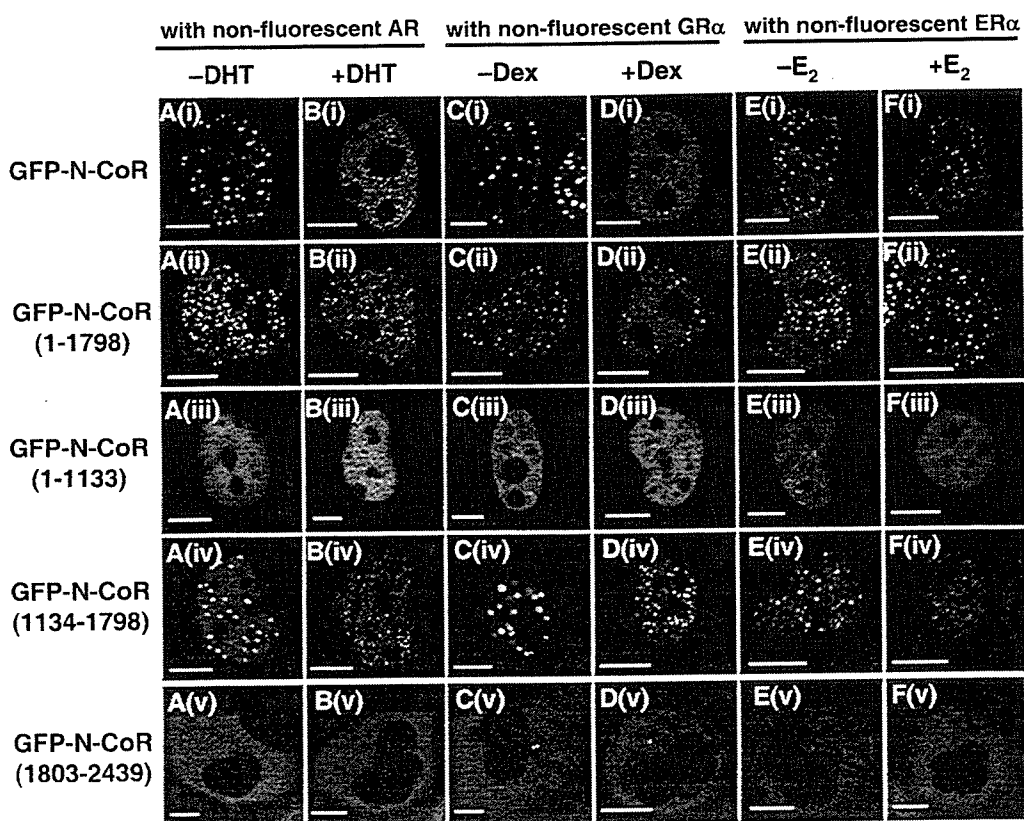 with non-fluorescent AR with non-fluorescent GRα with non-fluorescent ERα
–DHT +DHT –Dex +Dex –E₂ +E₂
A(i) B(i) C(i) D(i) E(i) F(i)
GFP-N-CoR
A(ii) B(ii) C(ii) D(ii) E(ii) F(ii)
GFP-N-CoR
(1-1798)
A(iii) B(iii) C(iii) D(iii) E(iii) F(iii)
GFP-N-CoR
(1-1133)
A(iv) B(iv) C(iv) D(iv) E(iv) F(iv)
GFP-N-CoR
(1134-1798)
A(v) B(v) C(v) D(v) E(v) F(v)
GFP-N-CoR
(1803-2439)